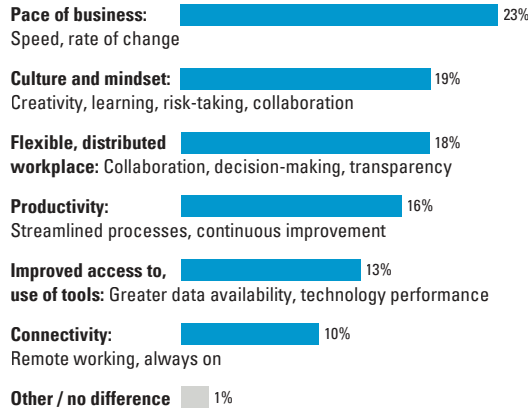 Pace of business: 23%
Speed, rate of change
Culture and mindset: 19%
Creativity, learning, risk-taking, collaboration
Flexible, distributed 18%
workplace: Collaboration, decision-making, transparency
Productivity: 16%
Streamlined processes, continuous improvement
Improved access to, 13%
use of tools: Greater data availability, technology performance
Connectivity: 10%
Remote working, always on
Other / no difference 1%